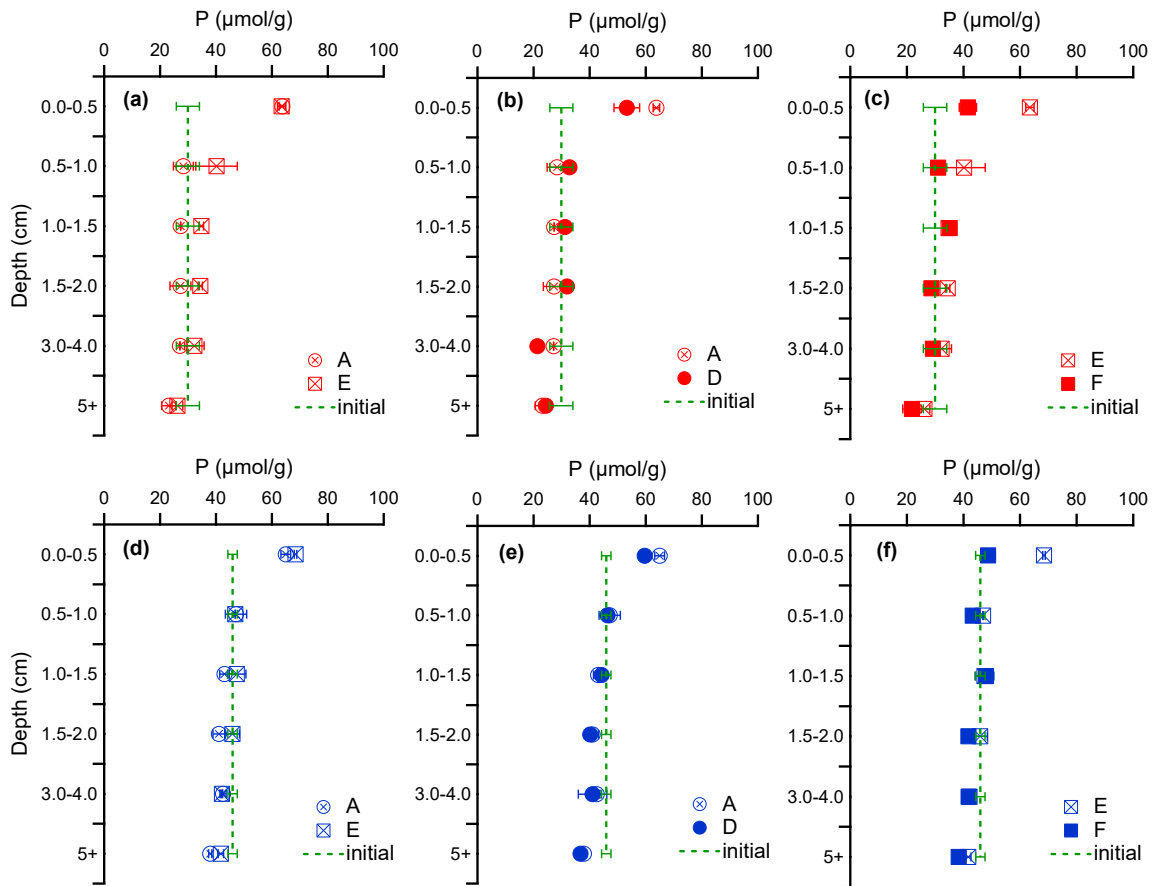 P (µmol/g) P (µmol/g) P (µmol/g)
0 20 40 60 80 100 0 20 40 60 80 100 0 20 40 60 80 100
0.0-0.5 (a) 0.0-0.5 (b) 0.0-0.5 (c)
0.5-1.0 0.5-1.0 0.5-1.0
1.0-1.5 1.0-1.5 1.0-1.5
Depth (cm)
1.5-2.0 1.5-2.0 1.5-2.0
3.0-4.0 3.0-4.0 3.0-4.0
A A E
E D F
initial initial initial
5+ 5+ 5+
P (µmol/g) P (µmol/g) P (µmol/g)
0 20 40 60 80 100 0 20 40 60 80 100 0 20 40 60 80 100
0.0-0.5 (d) 0.0-0.5 (e) 0.0-0.5 (f)
0.5-1.0 0.5-1.0 0.5-1.0
1.0-1.5 1.0-1.5 1.0-1.5
Depth (cm)
1.5-2.0 1.5-2.0 1.5-2.0
3.0-4.0 3.0-4.0 3.0-4.0
A A E
E D F
initial initial initial
5+ 5+ 5+